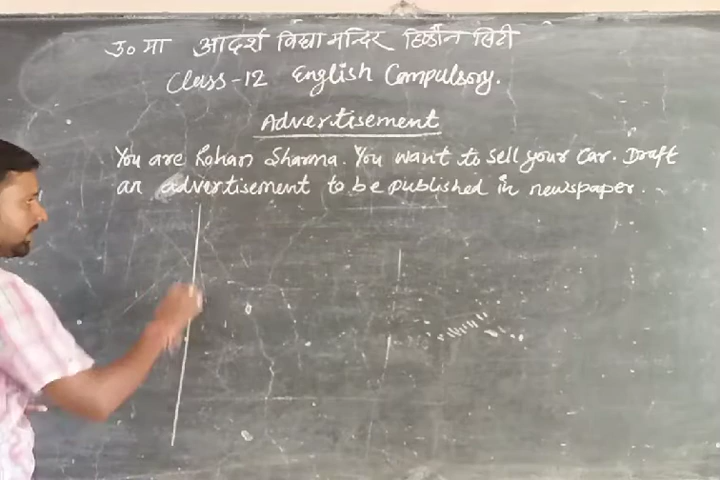 उ० मा आदर्श विद्या मन्दिर हिण्डौन सिटी
Class-12 English Compulsory.
Advertisement
You are Rohan Sharma. You want to sell your Car. Draft
an advertisement to be published in newspaper.